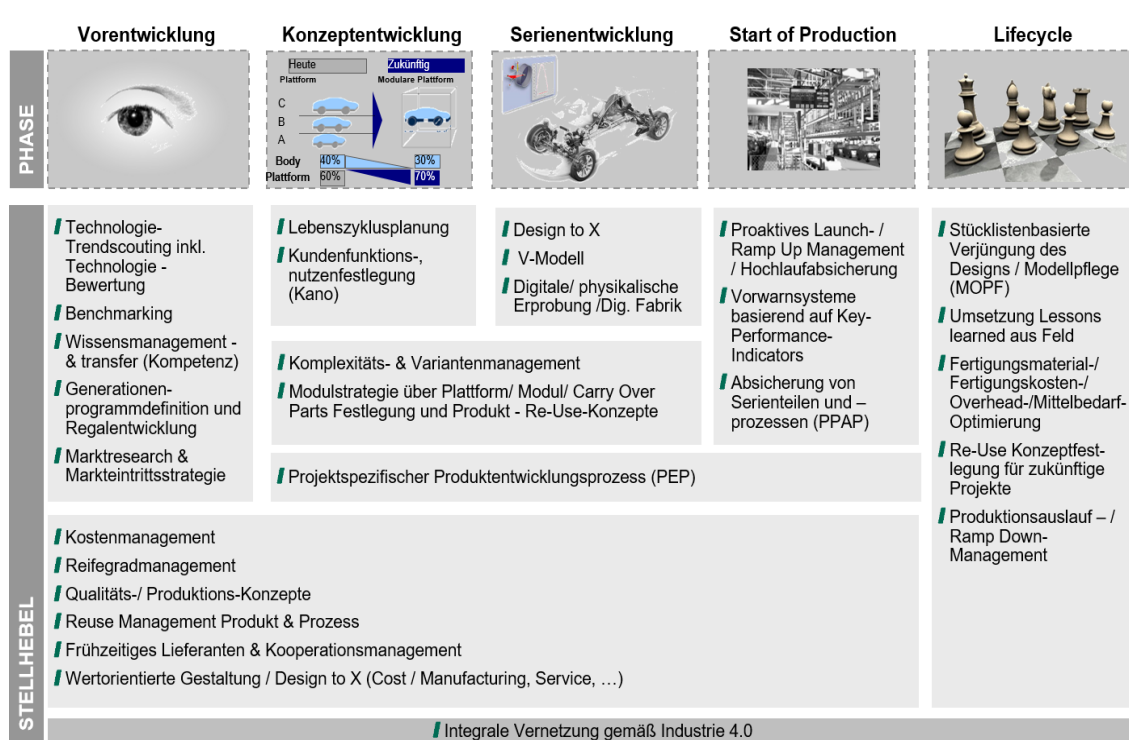 Vorentwicklung
Konzeptentwicklung
Serienentwicklung
Start of Production
Lifecycle
PHASE
Heute
Zukünftig
Plattform
Modulare Plattform
C
B
A
Body
40%
30%
Plattform
60%
70%
STELLHEBEL
Technologie-
Trendscouting inkl.
Technologie -
Bewertung
Benchmarking
Wissensmanagement -
& transfer (Kompetenz)
Generationen-
programmdefinition und
Regalentwicklung
Marktresearch &
Markteintrittsstrategie
Lebenszyklusplanung
Kundenfunktions-,
nutzenfestlegung
(Kano)
Design to X
V-Modell
Digitale/ physikalische
Erprobung /Dig. Fabrik
Komplexitäts- & Variantenmanagement
Modulstrategie über Plattform/ Modul/ Carry Over
Parts Festlegung und Produkt - Re-Use-Konzepte
Proaktives Launch- /
Ramp Up Management
/ Hochlaufabsicherung
Vorwarnsysteme
basierend auf Key-
Performance-
Indicators
Absicherung von
Serienteilen und –
prozessen (PPAP)
Projektspezifischer Produktentwicklungsprozess (PEP)
Kostenmanagement
Reifegradmanagement
Qualitäts-/ Produktions-Konzepte
Reuse Management Produkt & Prozess
Frühzeitiges Lieferanten & Kooperationsmanagement
Wertorientierte Gestaltung / Design to X (Cost / Manufacturing, Service, …)
Stücklistenbasierte
Verjüngung des
Designs / Modellpflege
(MOPF)
Umsetzung Lessons
learned aus Feld
Fertigungsmaterial-/
Fertigungskosten-/
Overhead-/Mittelbedarf-
Optimierung
Re-Use Konzeptfest-
legung für zukünftige
Projekte
Produktionsauslauf – /
Ramp Down-
Management
Integrale Vernetzung gemäß Industrie 4.0